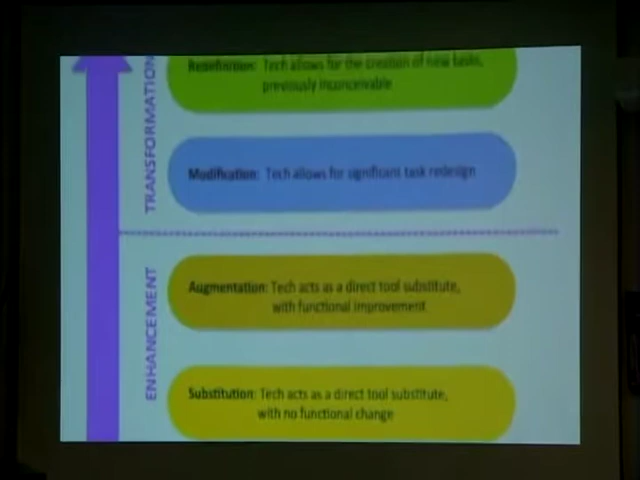 TRANSFORMATION
Redefinition: Tech allows for the creation of new tasks,
previously inconceivable
Modification: Tech allows for significant task redesign
ENHANCEMENT
Augmentation: Tech acts as a direct tool substitute,
with functional improvement
Substitution: Tech acts as a direct tool substitute,
with no functional change